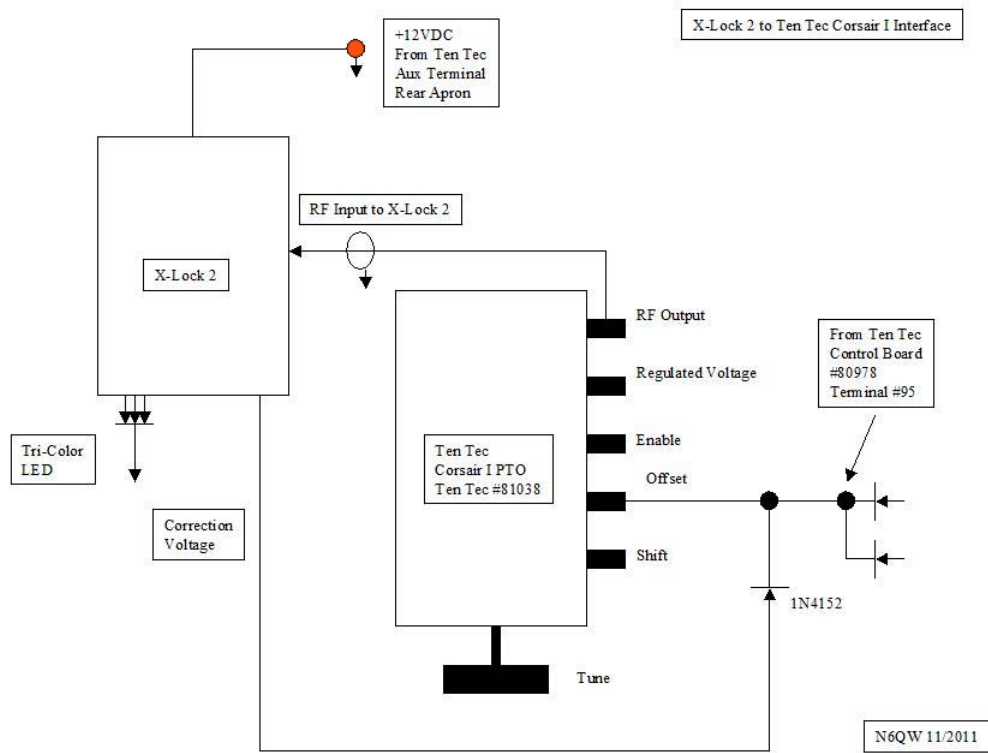 X-Lock 2 to Ten Tec Corsair I Interface
+12VDC
From Ten Tec
Aux Terminal
Rear Apron
RF Input to X-Lock 2
X-Lock 2
RF Output
From Ten Tec
Control Board
#80978
Terminal #95
Regulated Voltage
Enable
Tri-Color
LED
Ten Tec
Corsair I PTO
Ten Tec #81038
Offset
Correction
Voltage
Shift
1N4152
Tune
N6QW 11/2011